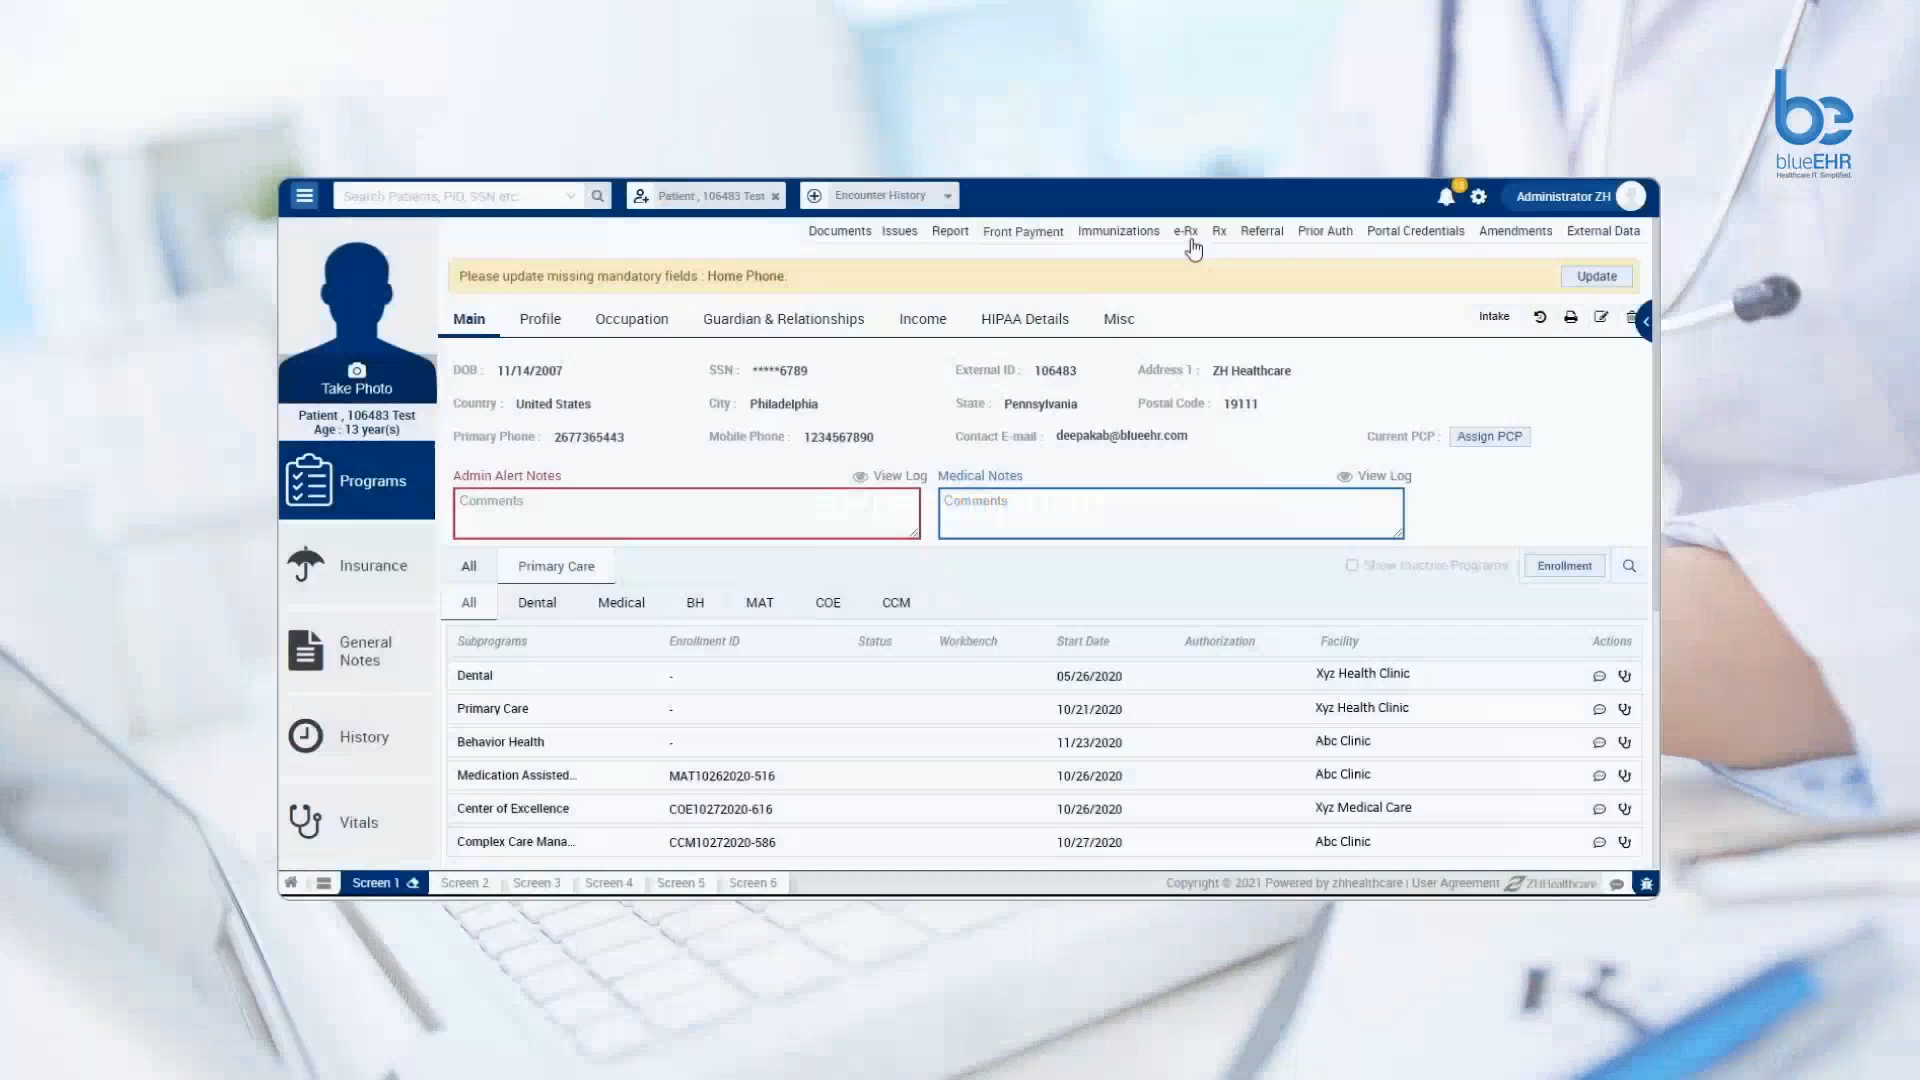 be
blueEHR
Healthcare IT. Simplified.
Search Patients, PID, SSN etc.
Patient , 106483 Test
Encounter History
Administrator ZH
Documents Issues Report Front Payment Immunizations e-Rx Rx Referral Prior Auth Portal Credentials Amendments External Data
Please update missing mandatory fields : Home Phone.
Update
Main Profile Occupation Guardian & Relationships Income HIPAA Details Misc
Intake
Take Photo
Patient , 106483 Test
Age : 13 year(s)
DOB : 11/14/2007 SSN : *****6789 External ID : 106483 Address 1 : ZH Healthcare
Country : United States City : Philadelphia State : Pennsylvania Postal Code : 19111
Primary Phone : 2677365443 Mobile Phone : 1234567890 Contact E-mail : deepakab@blueehr.com Current PCP : Assign PCP
Admin Alert Notes View Log Medical Notes View Log
Comments Comments
Programs
Insurance
General
Notes
History
Vitals
All Primary Care Show Inactive Programs Enrollment
All Dental Medical BH MAT COE CCM
Subprograms Enrollment ID Status Workbench Start Date Authorization Facility Actions
Dental - 05/26/2020 Xyz Health Clinic
Primary Care - 10/21/2020 Xyz Health Clinic
Behavior Health - 11/23/2020 Abc Clinic
Medication Assisted... MAT10262020-516 10/26/2020 Abc Clinic
Center of Excellence COE10272020-616 10/26/2020 Xyz Medical Care
Complex Care Mana... CCM10272020-586 10/27/2020 Abc Clinic
Screen 1 Screen 2 Screen 3 Screen 4 Screen 5 Screen 6
Copyright © 2021 Powered by zhhealthcare | User Agreement ZHHealthcare